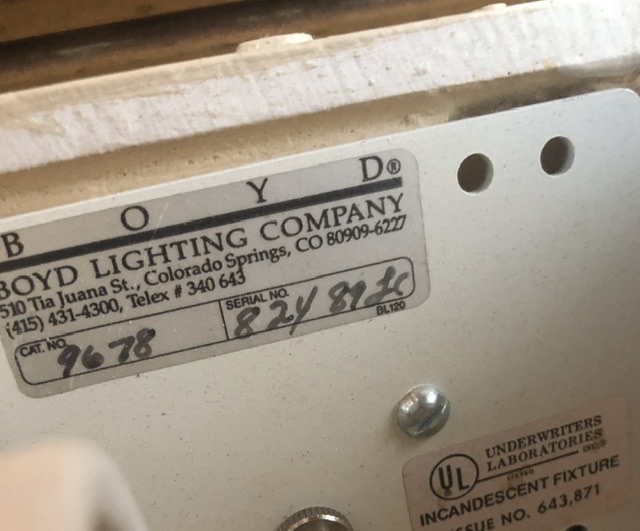 B O Y D®
BOYD LIGHTING COMPANY
510 Tia Juana St., Colorado Springs, CO 80909-6227
(415) 431-4300, Telex # 340 643
CAT. NO. 9678
SERIAL NO. 824 89
BL120
UL
LISTED
UNDERWRITERS
LABORATORIES
INC.®
INCANDESCENT FIXTURE
ISSUE NO. 643,871